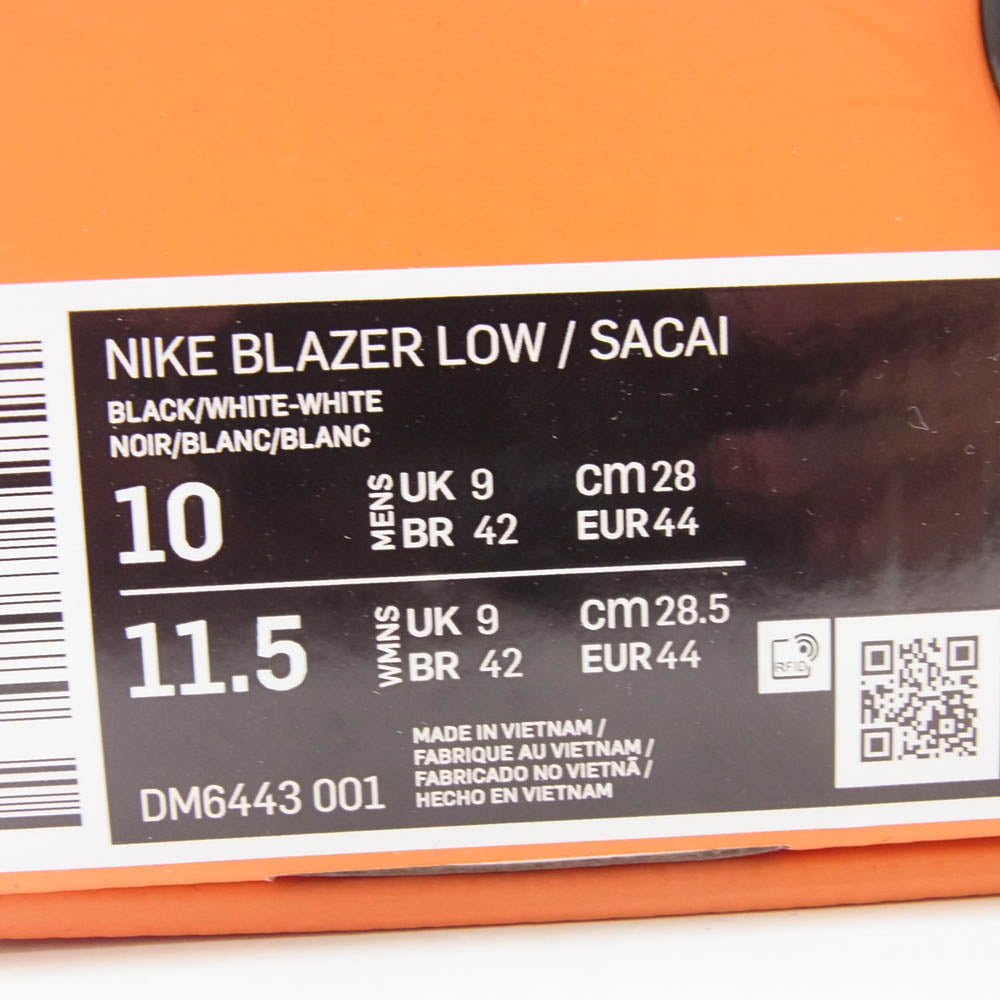 NIKE BLAZER LOW / SACAI
BLACK/WHITE-WHITE
NOIR/BLANC/BLANC
10 MENS UK 9 cm 28
BR 42 EUR 44
11.5 WMNS UK 9 cm 28.5
BR 42 EUR 44
RFID
MADE IN VIETNAM /
FABRIQUE AU VIETNAM /
FABRICADO NO VIETNÃ /
HECHO EN VIETNAM
DM6443 001